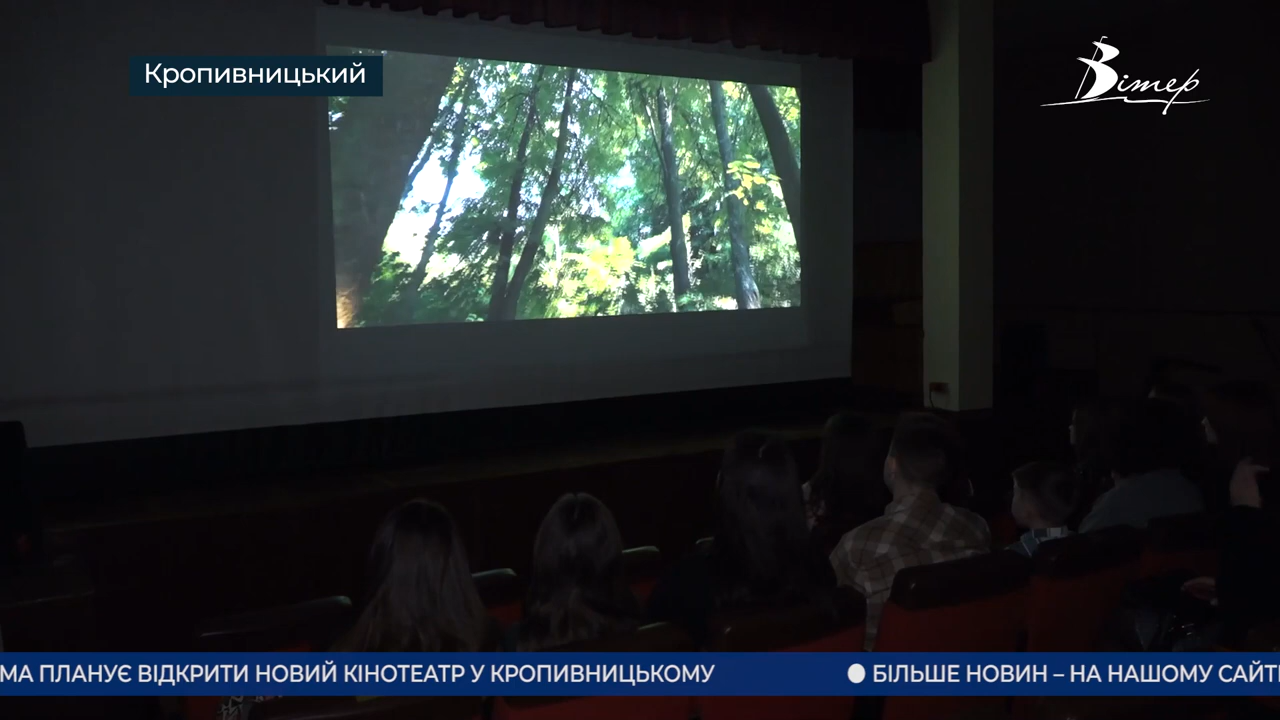 Кропивницький
Вітер
МА ПЛАНУЄ ВІДКРИТИ НОВИЙ КІНОТЕАТР У КРОПИВНИЦЬКОМУ ● БІЛЬШЕ НОВИН – НА НАШОМУ САЙТІ